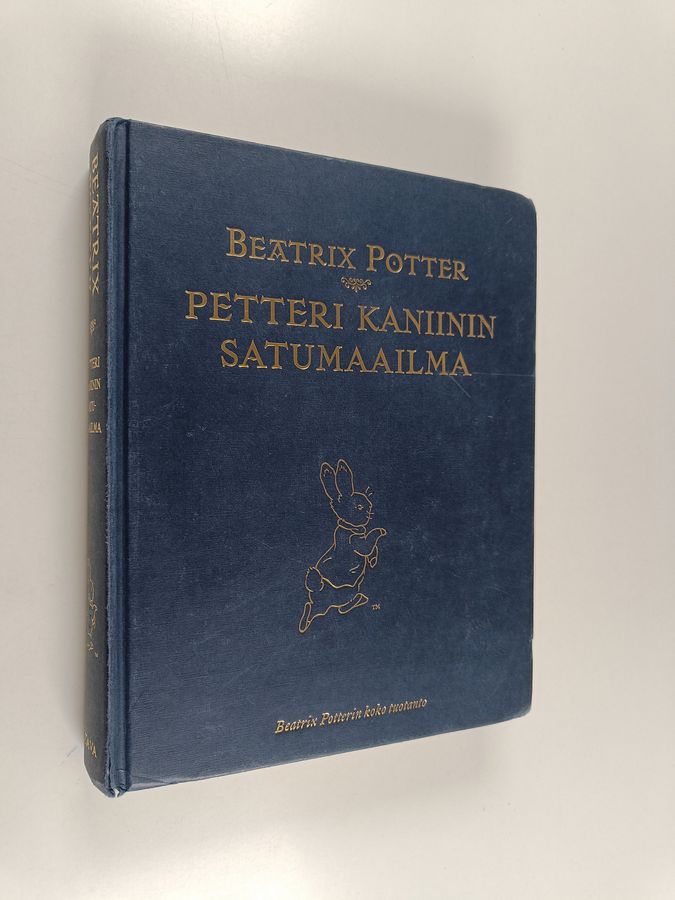 BEATRIX POTTER
PETTERI KANIININ
SATUMAAILMA
TM
Beatrix Potterin koko tuotanto
BEATRIX